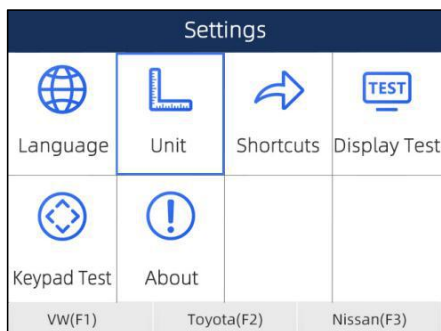 Settings
TEST
Language Unit Shortcuts Display Test
Keypad Test About
VW(F1) Toyota(F2) Nissan(F3)